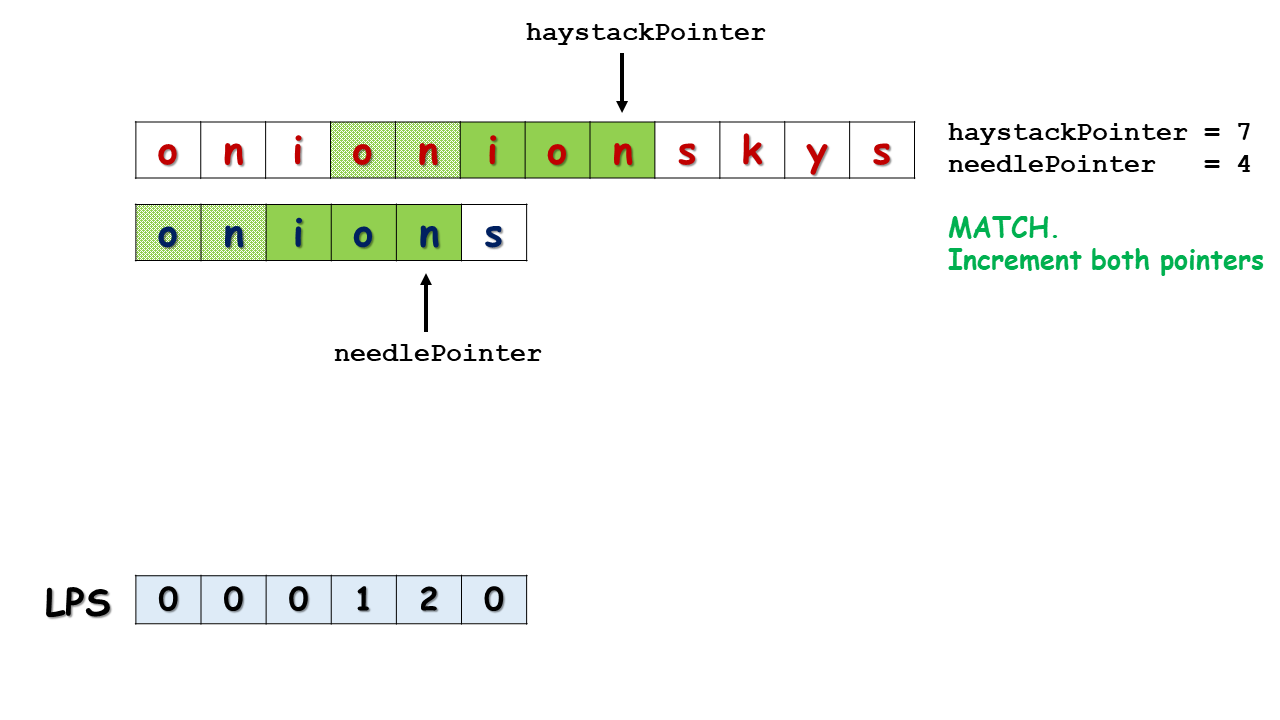 haystackPointer
o n i o n i o n s k y s
haystackPointer = 7
needlePointer = 4
o n i o n s
MATCH.
Increment both pointers
needlePointer
LPS 0 0 0 1 2 0